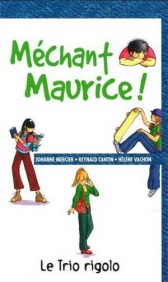 Méchant
Maurice !
JOHANNE MERCIER • REYNALD CANTIN • HÉLÈNE VACHON
Le Trio rigolo